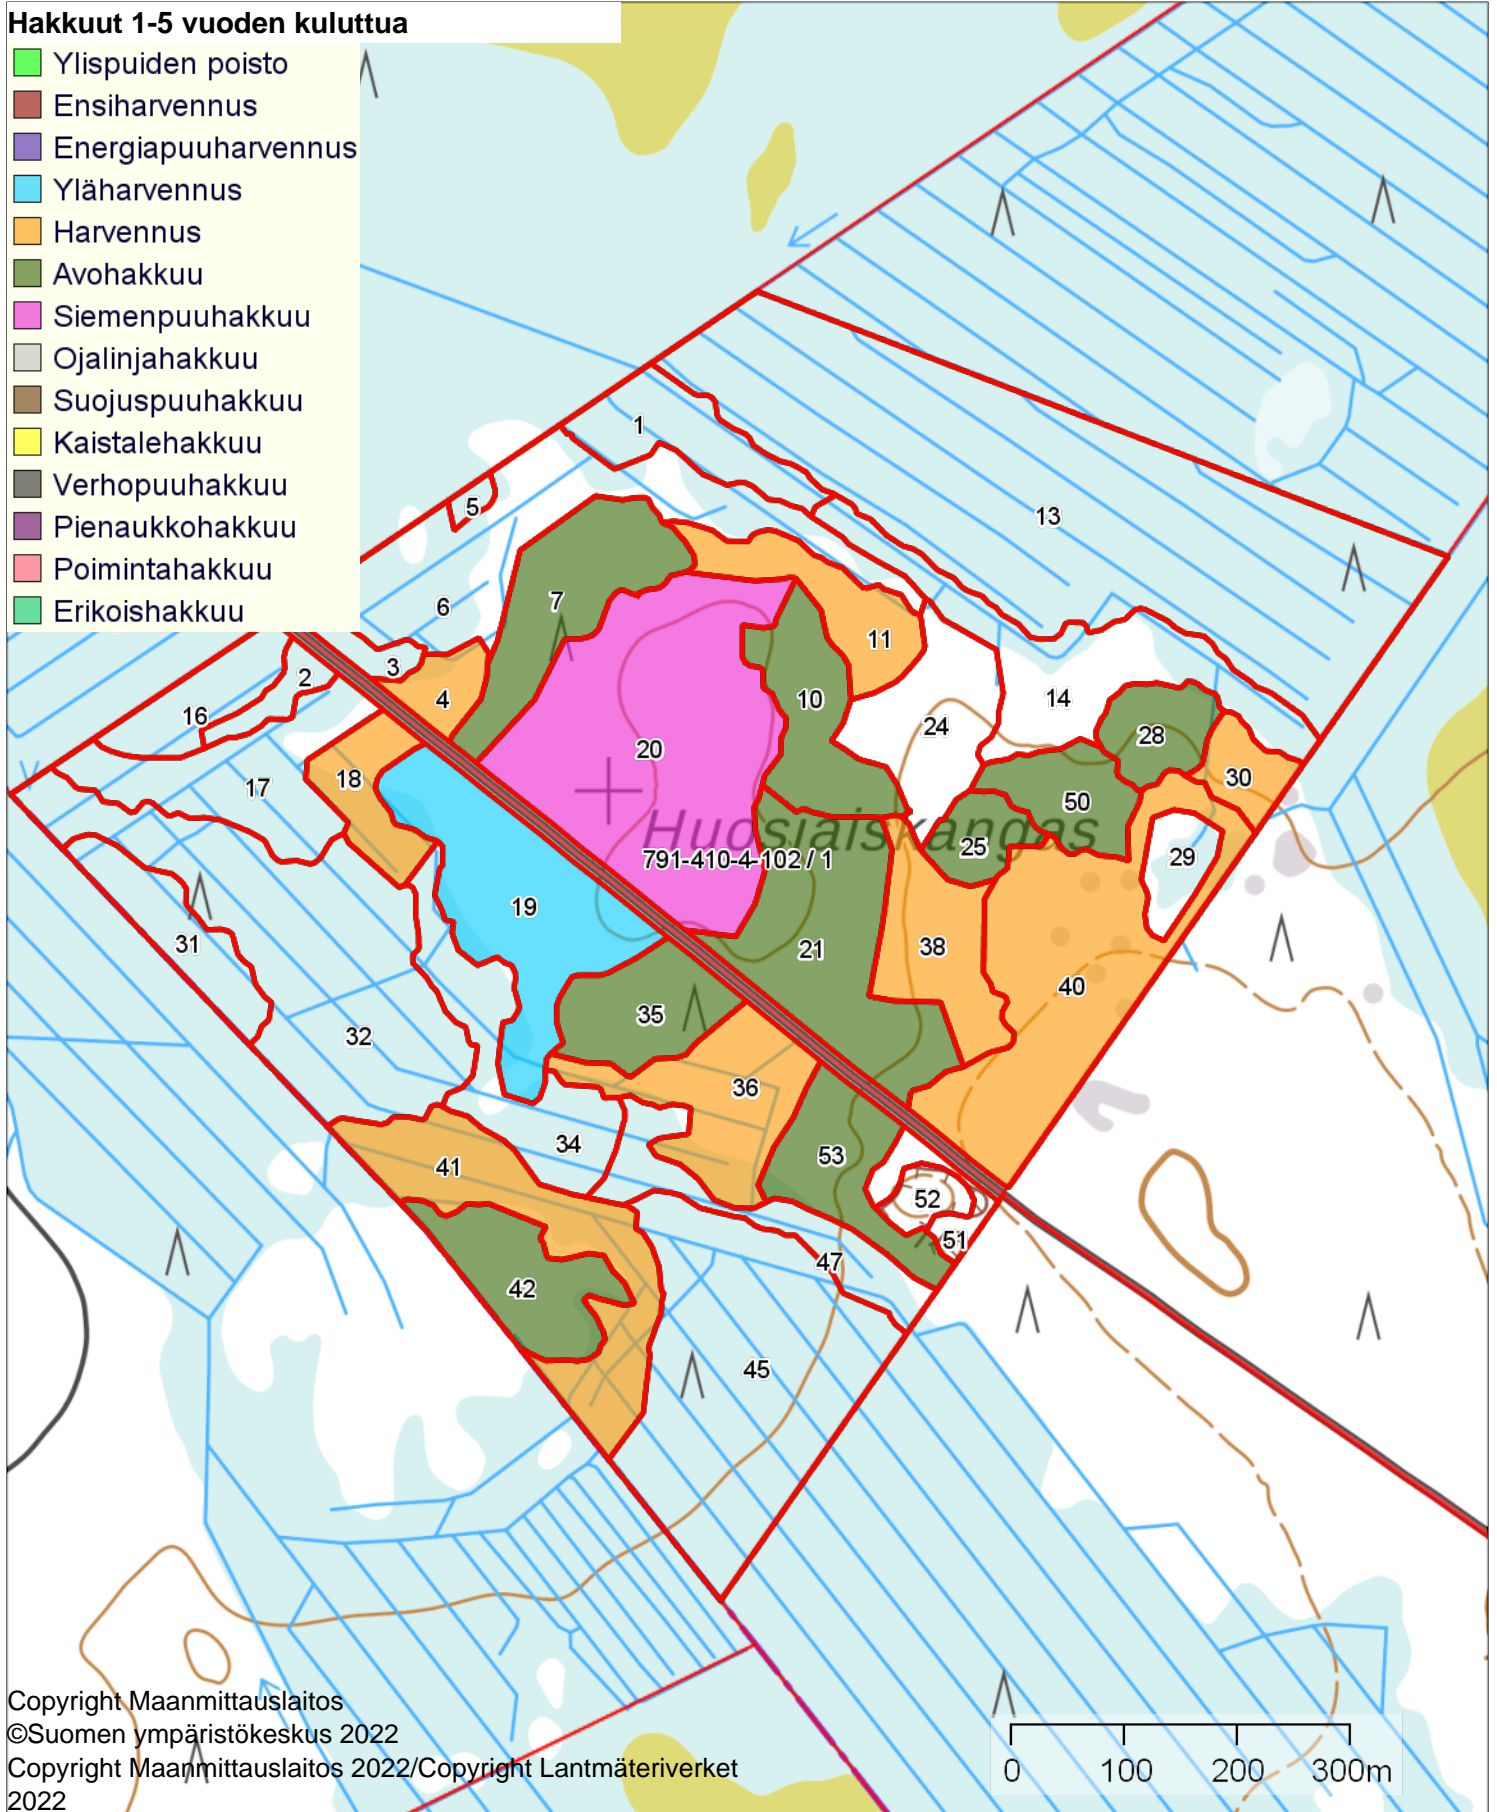 Hakkuut 1-5 vuoden kuluttua
Ylispuiden poisto
Ensiharvennus
Energiapuuharvennus
Yläharvennus
Harvennus
Avohakkuu
Siemenpuuhakkuu
Ojalinjahakkuu
Suojuspuuhakkuu
Kaistalehakkuu
Verhopuuhakkuu
Pienaukkohakkuu
Poimintahakkuu
Erikoishakkuu
1
5
13
6
7
11
3
2
4
10
14
16
24
28
20
30
18
17
50
Huosiaiskangas
25
29
791-410-4-102 / 1
19
31
38
21
40
35
32
36
34
53
41
52
51
47
42
45
Copyright Maanmittauslaitos
©Suomen ympäristökeskus 2022
Copyright Maanmittauslaitos 2022/Copyright Lantmäteriverket
2022
0 100 200 300m